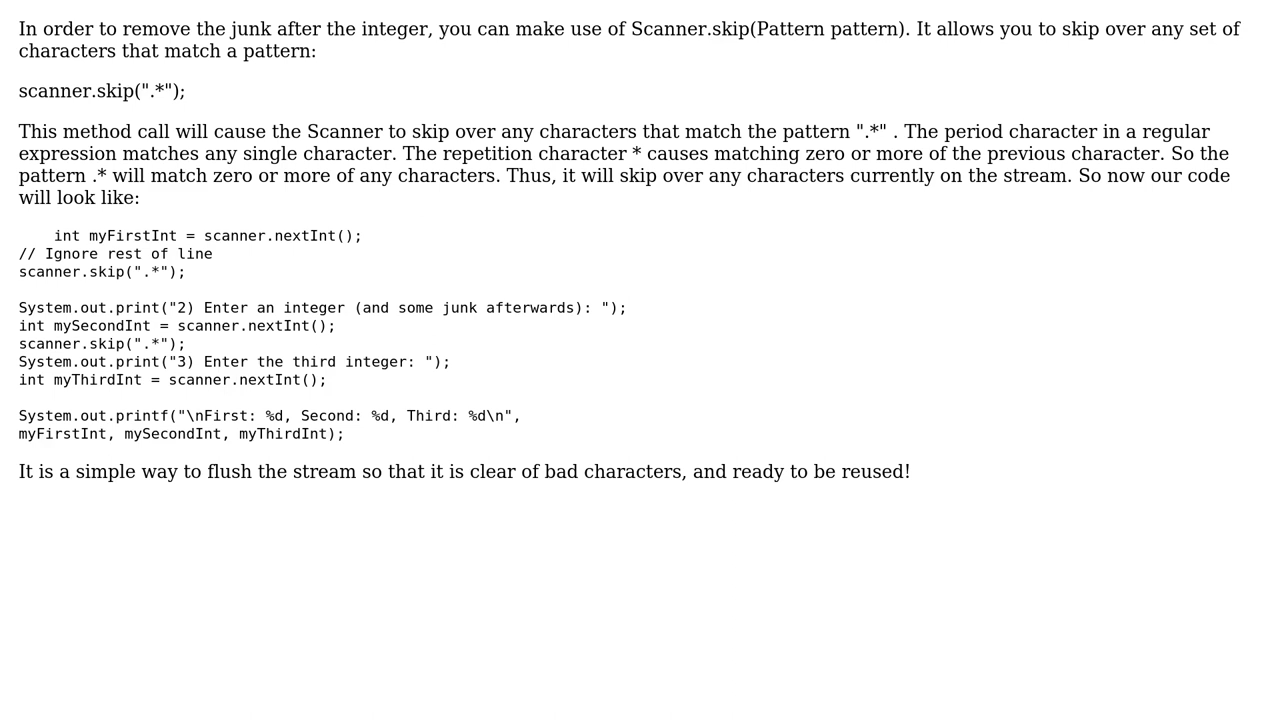 In order to remove the junk after the integer, you can make use of Scanner.skip(Pattern pattern). It allows you to skip over any set of
characters that match a pattern:
scanner.skip(".*");
This method call will cause the Scanner to skip over any characters that match the pattern ".*" . The period character in a regular
expression matches any single character. The repetition character * causes matching zero or more of the previous character. So the
pattern .* will match zero or more of any characters. Thus, it will skip over any characters currently on the stream. So now our code
will look like:
    int myFirstInt = scanner.nextInt();
// Ignore rest of line
scanner.skip(".*");
System.out.print("2) Enter an integer (and some junk afterwards): ");
int mySecondInt = scanner.nextInt();
scanner.skip(".*");
System.out.print("3) Enter the third integer: ");
int myThirdInt = scanner.nextInt();
System.out.printf("\nFirst: %d, Second: %d, Third: %d\n",
myFirstInt, mySecondInt, myThirdInt);
It is a simple way to flush the stream so that it is clear of bad characters, and ready to be reused!